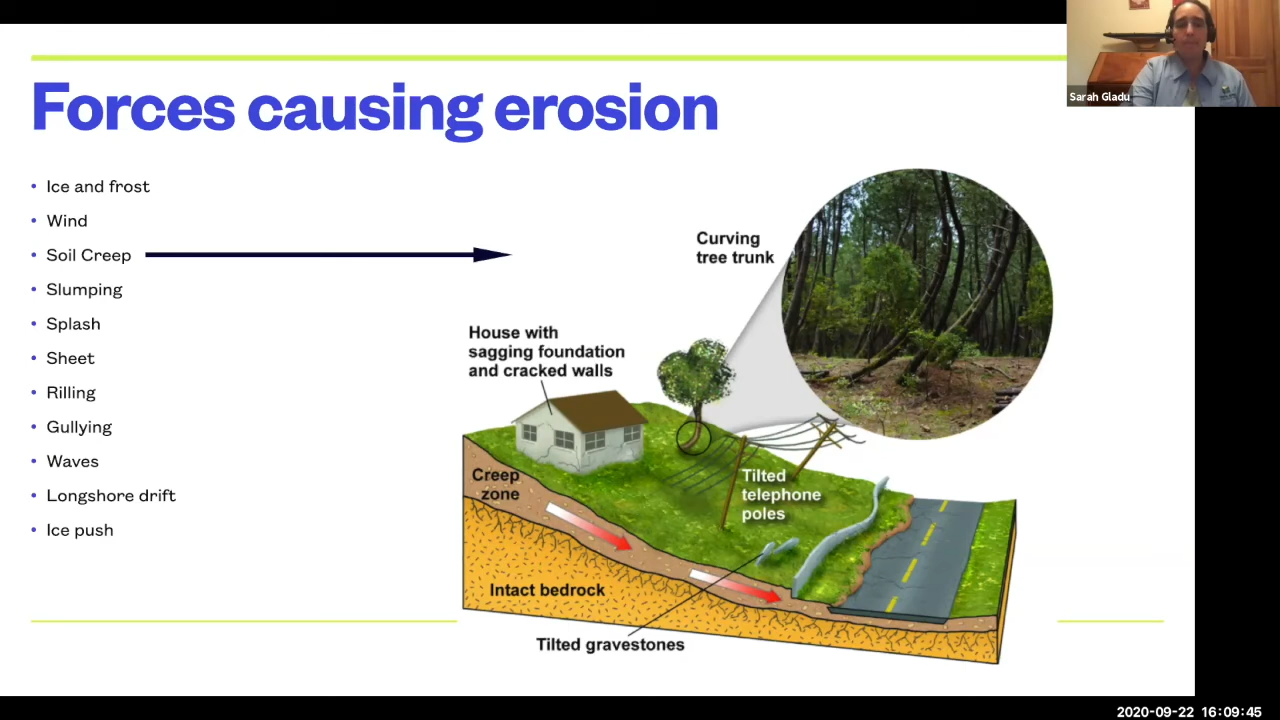 Sarah Gladu
Forces causing erosion
• Ice and frost
• Wind
• Soil Creep
• Slumping
• Splash
• Sheet
• Rilling
• Gullying
• Waves
• Longshore drift
• Ice push
Curving
tree trunk
House with
sagging foundation
and cracked walls
Creep
zone
Tilted
telephone
poles
Intact bedrock
Tilted gravestones
2020-09-22 16:09:45